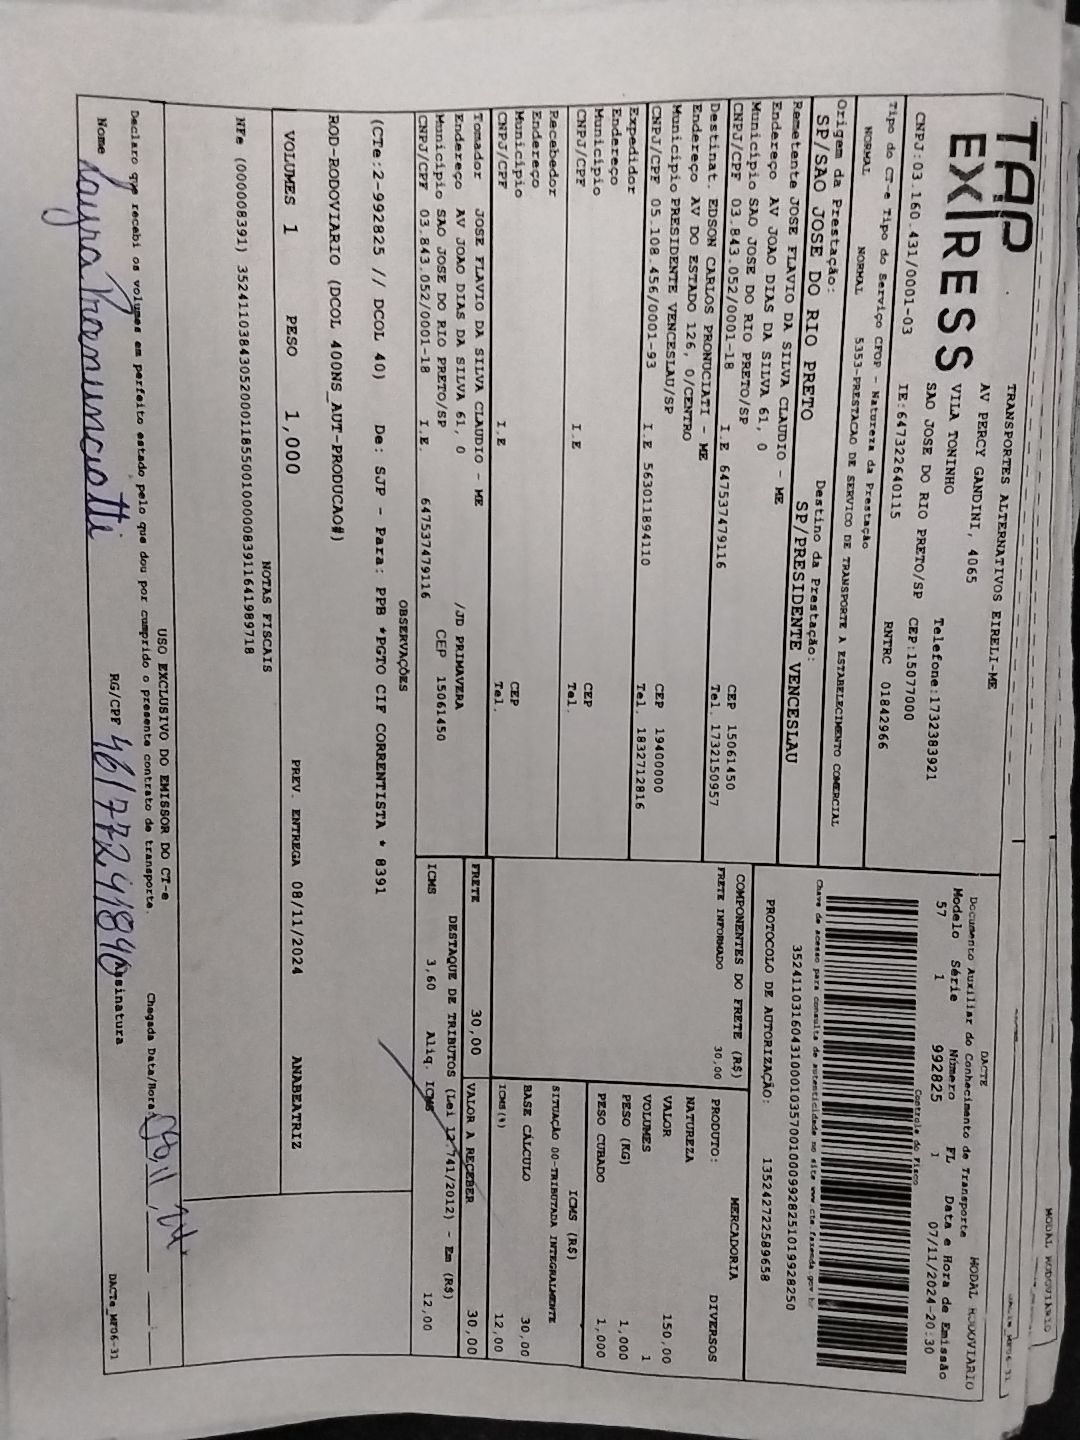 MODAL RODOVIARIO
TAP
EX/RESS
TRANSPORTES ALTERNATIVOS EIRELI-ME
AV PERCY GANDINI, 4065
VILA TONINHO
SAO JOSE DO RIO PRETO/SP
Telefone:1732383921
CEP:15077000
CNPJ:03.160.431/0001-03
IE:647322640115
RNTRC 01842966
DACTE
MODAL RODOVIARIO
Documento Auxiliar do Conhecimento de Transporte
Modelo Série Número FL Data e Hora de Emissão
57 1 992825 1 07/11/2024-20:30
Controle do Fisco
Chave de acesso para consulta de autenticidade no site www.cte.fazenda.gov.br
35241103160431000103570010009928251019928250
PROTOCOLO DE AUTORIZAÇÃO: 135242722589658
Tipo do CT-e Tipo do Serviço CFOP - Natureza da Prestação
NORMAL NORMAL 5353-PRESTACAO DE SERVICO DE TRANSPORTE A ESTABELECIMENTO COMERCIAL
Origem da Prestação: Destino da Prestação:
SP/SAO JOSE DO RIO PRETO SP/PRESIDENTE VENCESLAU
Remetente JOSE FLAVIO DA SILVA CLAUDIO - ME
Endereço AV JOAO DIAS DA SILVA 61, 0
Município SAO JOSE DO RIO PRETO/SP CEP 15061450
CNPJ/CPF 03.843.052/0001-18 I.E 647537479116 Tel. 1732150957
Destinat. EDSON CARLOS PRONUCIATI - ME
Endereço AV DO ESTADO 126, 0/CENTRO
Município PRESIDENTE VENCESLAU/SP CEP 19400000
CNPJ/CPF 05.108.456/0001-93 I.E 563011894110 Tel. 1832712816
Expedidor
Endereço
Município CEP
CNPJ/CPF I.E Tel.
Recebedor
Endereço
Município CEP
CNPJ/CPF I.E Tel.
Tomador JOSE FLAVIO DA SILVA CLAUDIO - ME
Endereço AV JOAO DIAS DA SILVA 61, 0 /JD PRIMAVERA
Município SAO JOSE DO RIO PRETO/SP CEP 15061450
CNPJ/CPF 03.843.052/0001-18 I.E. 647537479116
COMPONENTES DO FRETE (R$)
FRETE INFORMADO 30,00
PRODUTO: MERCADORIA
NATUREZA DIVERSOS
VALOR 150,00
VOLUMES 1
PESO (KG) 1,000
PESO CUBADO 1,000
ICMS (R$)
SITUAÇÃO 00-TRIBUTADA INTEGRALMENTE
BASE CÁLCULO 30,00
ICMS(%) 12,00
FRETE 30,00 VALOR A RECEBER 30,00
DESTAQUE DE TRIBUTOS (Lei 12.741/2012) - Em (R$)
ICMS 3,60 Aliq. ICMS 12,00
OBSERVAÇÕES
(CTe:2-992825 // DCOL 40) De: SJP - Para: PPB *PGTO CIF CORRENTISTA * 8391
ROD-RODOVIARIO (DCOL 400NS_AUT-PRODUCAO#)
VOLUMES 1 PESO 1,000 PREV. ENTREGA 08/11/2024 ANABEATRIZ
NOTAS FISCAIS
NFe (000008391) 35241103843052000118550010000083911641989718
USO EXCLUSIVO DO EMISSOR DO CT-e
Declaro que recebi os volumes em perfeito estado pelo que dou por cumprido o presente contrato de transporte. Chegada Data/Hora
Nome RG/CPF Assinatura
DACTe_MF06-31